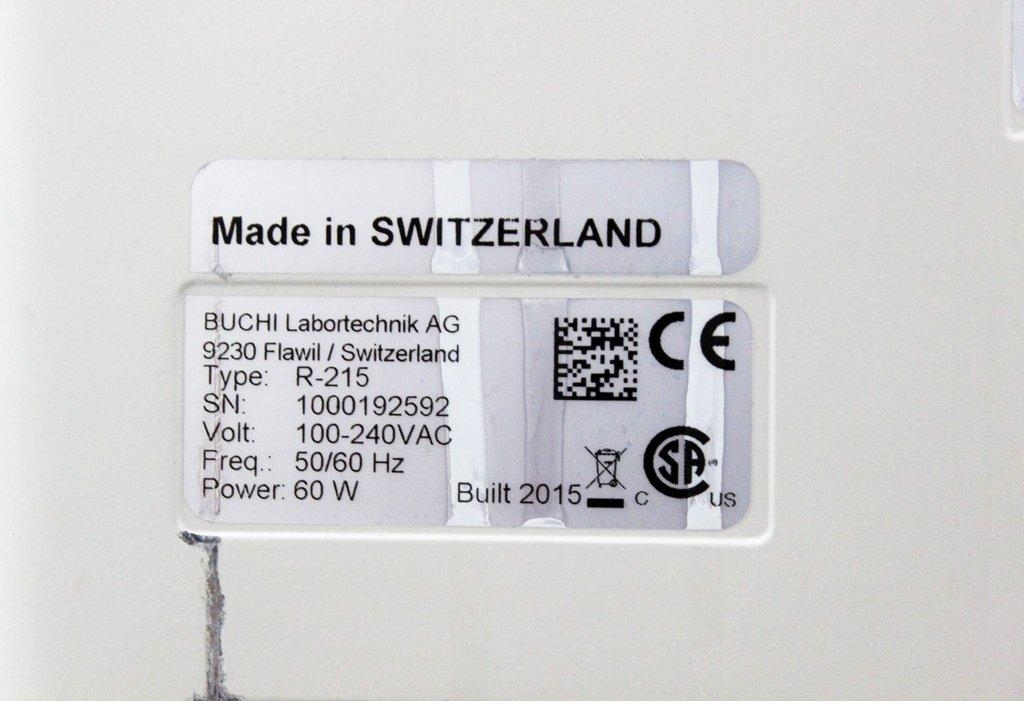 Made in SWITZERLAND
BUCHI Labortechnik AG
9230 Flawil / Switzerland
Type: R-215
SN: 1000192592
Volt: 100-240VAC
Freq.: 50/60 Hz
Power: 60 W
Built 2015
CE
C SA US